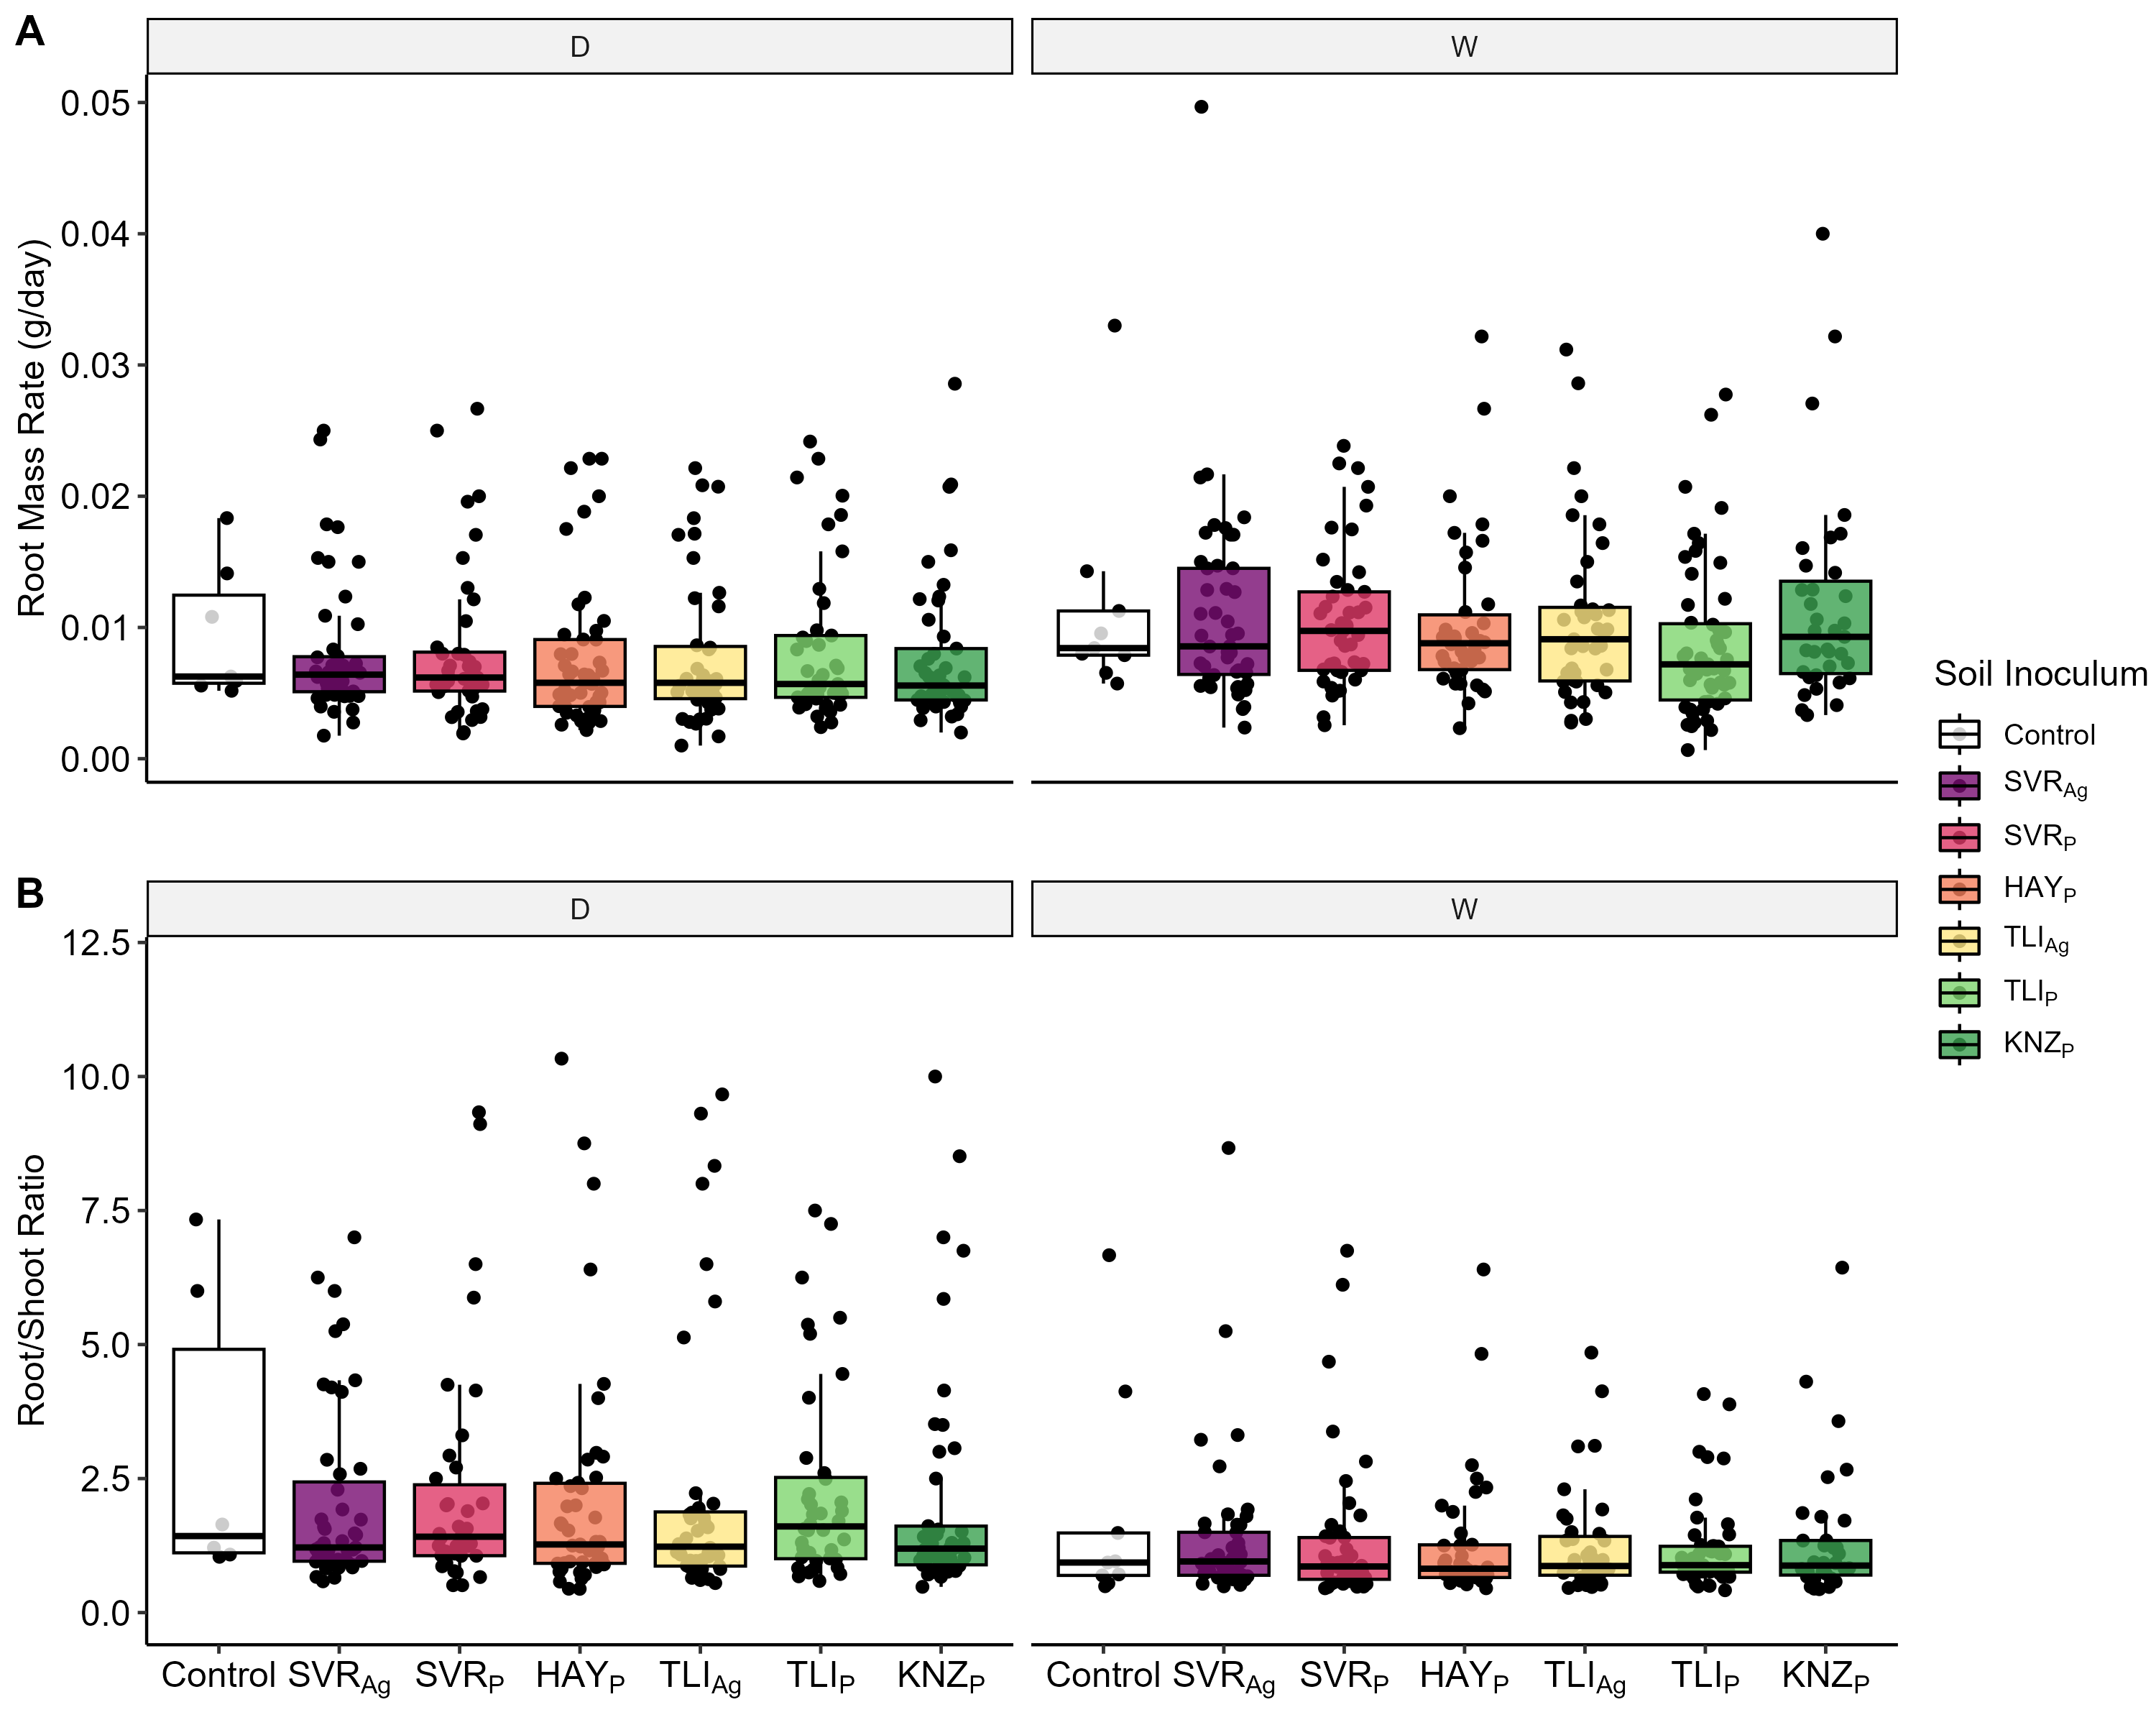 A
D
W
Root Mass Rate (g/day)
0.05
0.04
0.03
0.02
0.01
0.00
B
D
W
Root/Shoot Ratio
12.5
10.0
7.5
5.0
2.5
0.0
Control SVRAg SVRP HAYP TLIAg TLIP KNZP
Control SVRAg SVRP HAYP TLIAg TLIP KNZP
Soil Inoculum
Control
SVRAg
SVRP
HAYP
TLIAg
TLIP
KNZP